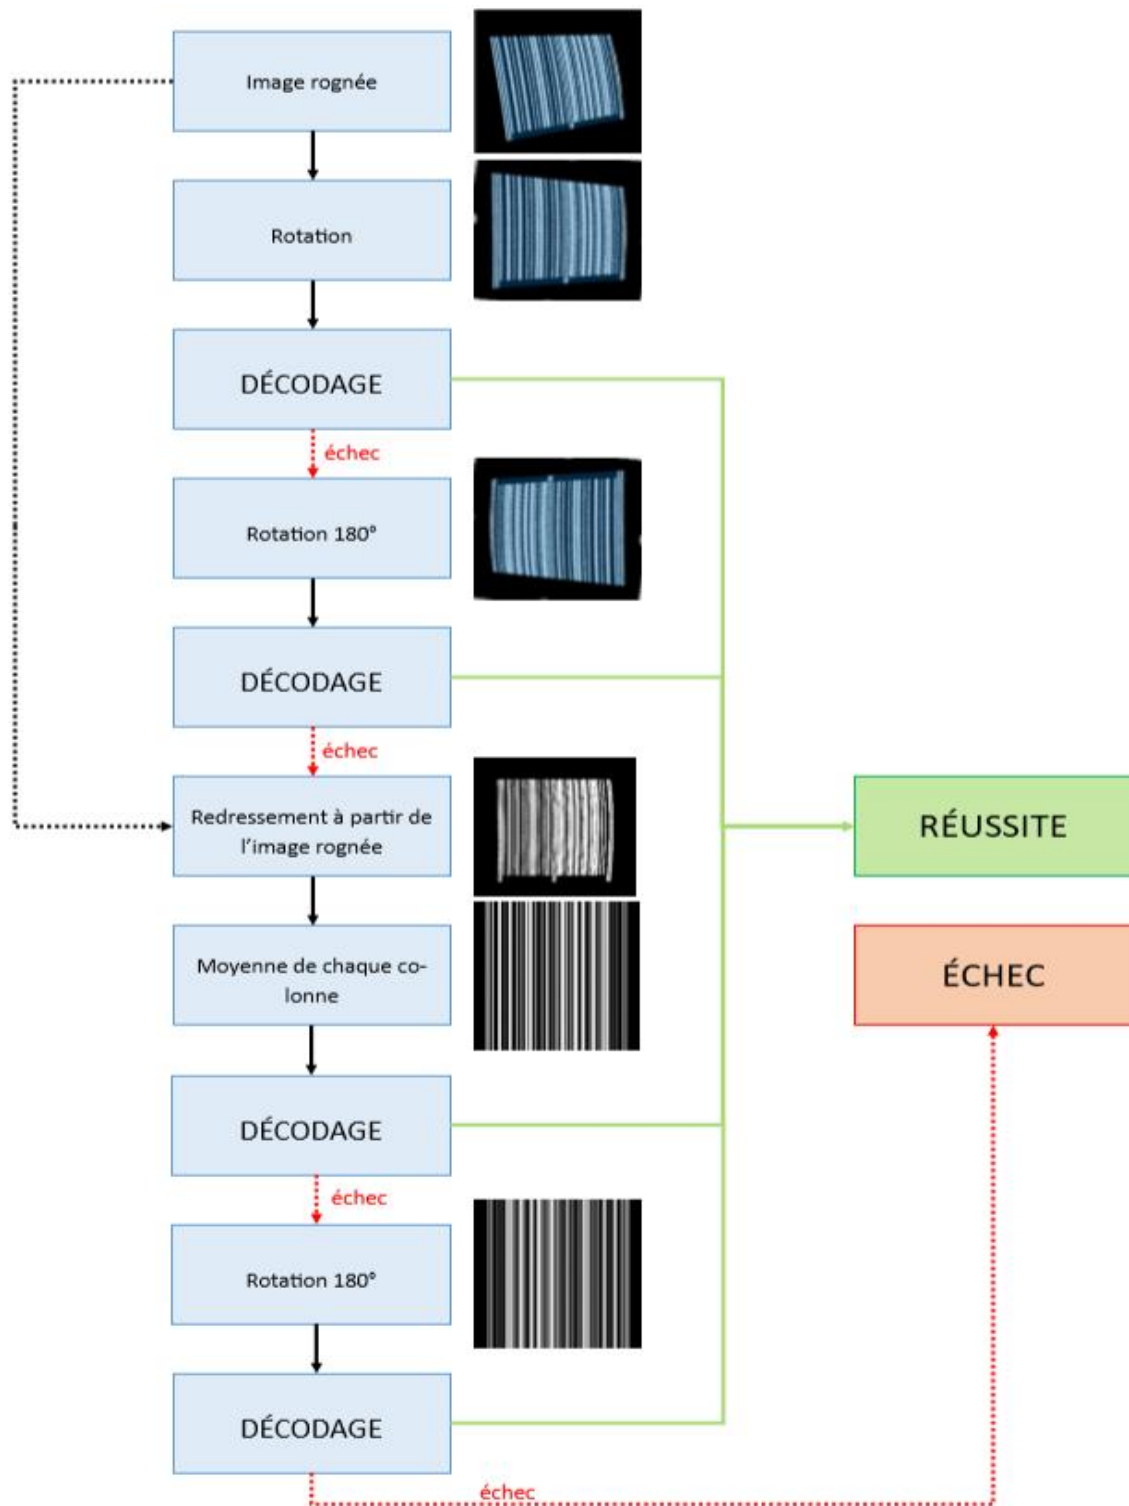 Image rognée
Rotation
DÉCODAGE
échec
Rotation 180°
DÉCODAGE
échec
Redressement à partir de
l'image rognée
RÉUSSITE
Moyenne de chaque co-
lonne
ÉCHEC
DÉCODAGE
échec
Rotation 180°
DÉCODAGE
échec